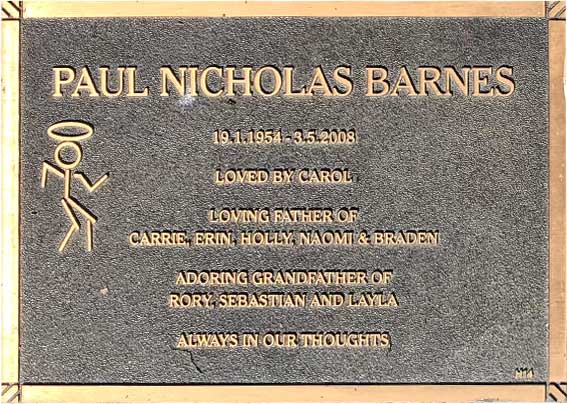 PAUL NICHOLAS BARNES
19.1.1954 - 3.5.2008
LOVED BY CAROL
LOVING FATHER OF
CARRIE, ERIN, HOLLY, NAOMI & BRADEN
ADORING GRANDFATHER OF
RORY, SEBASTIAN AND LAYLA
ALWAYS IN OUR THOUGHTS